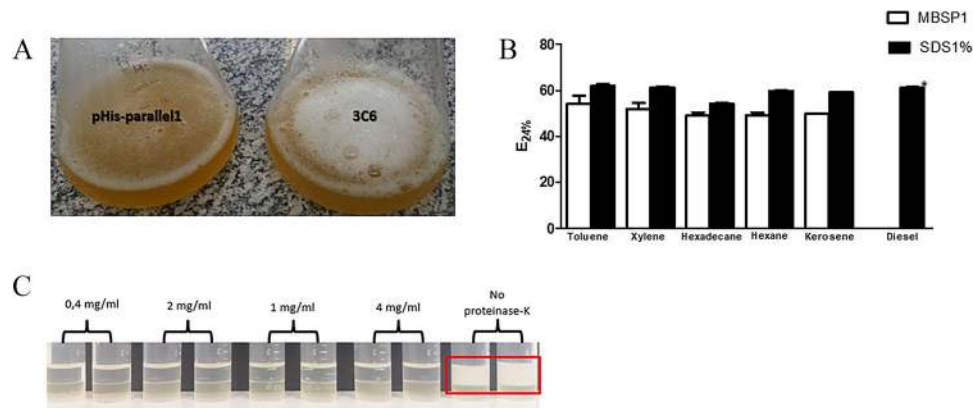 A
pHis-parallel1
3C6
B
MBSP1
SDS1%
80
60
40
20
0
E24%
*
Toluene Xylene Hexadecane Hexane Kerosene Diesel
C
0,4 mg/ml 2 mg/ml 1 mg/ml 4 mg/ml No
proteinase-K